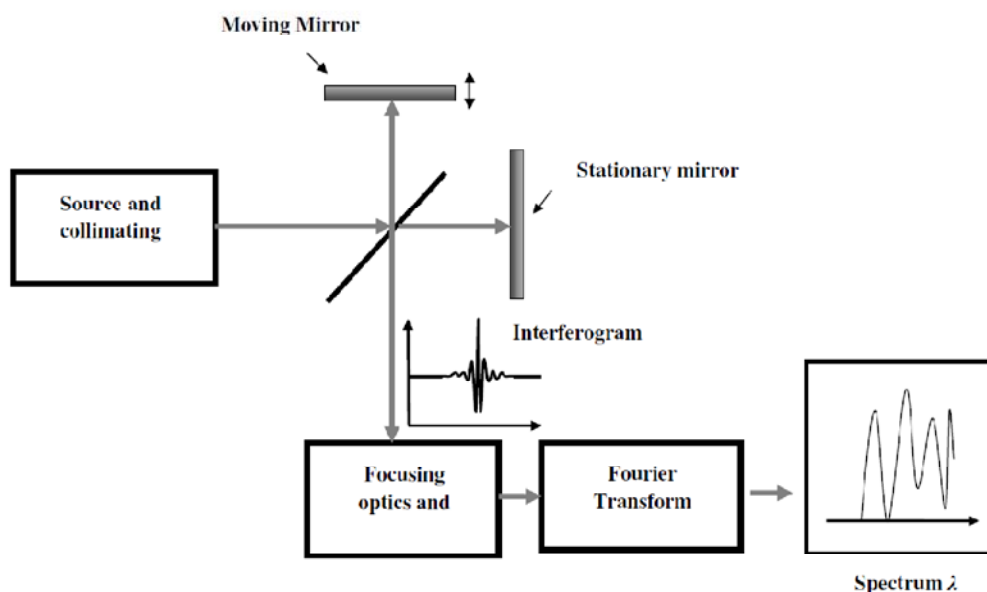 Moving Mirror
Stationary mirror
Source and
collimating
Interferogram
Focusing
optics and
Fourier
Transform
Spectrum λ